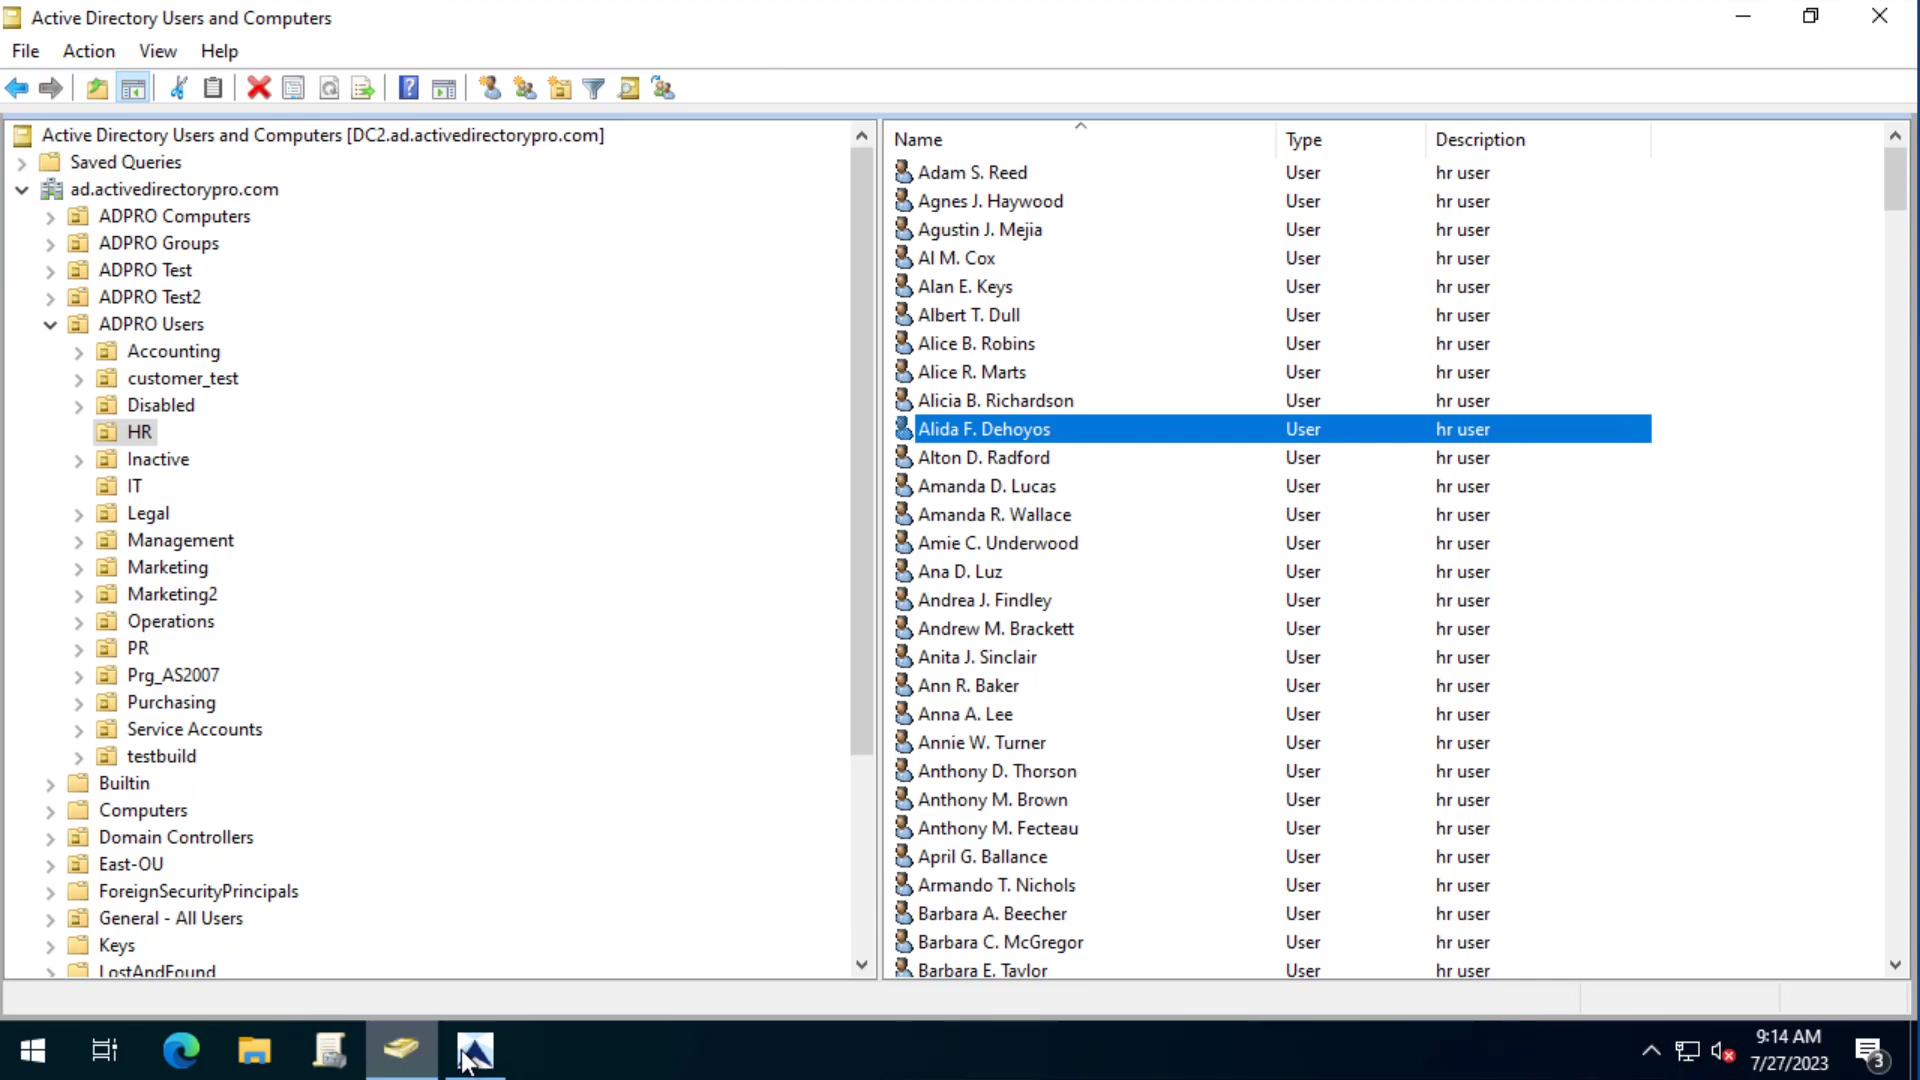 Active Directory Users and Computers
File Action View Help
Active Directory Users and Computers [DC2.ad.activedirectorypro.com]
Saved Queries
ad.activedirectorypro.com
ADPRO Computers
ADPRO Groups
ADPRO Test
ADPRO Test2
ADPRO Users
Accounting
customer_test
Disabled
HR
Inactive
IT
Legal
Management
Marketing
Marketing2
Operations
PR
Prg_AS2007
Purchasing
Service Accounts
testbuild
Builtin
Computers
Domain Controllers
East-OU
ForeignSecurityPrincipals
General - All Users
Keys
LostAndFound
Name Type Description
Adam S. Reed User hr user
Agnes J. Haywood User hr user
Agustin J. Mejia User hr user
Al M. Cox User hr user
Alan E. Keys User hr user
Albert T. Dull User hr user
Alice B. Robins User hr user
Alice R. Marts User hr user
Alicia B. Richardson User hr user
Alida F. Dehoyos User hr user
Alton D. Radford User hr user
Amanda D. Lucas User hr user
Amanda R. Wallace User hr user
Amie C. Underwood User hr user
Ana D. Luz User hr user
Andrea J. Findley User hr user
Andrew M. Brackett User hr user
Anita J. Sinclair User hr user
Ann R. Baker User hr user
Anna A. Lee User hr user
Annie W. Turner User hr user
Anthony D. Thorson User hr user
Anthony M. Brown User hr user
Anthony M. Fecteau User hr user
April G. Ballance User hr user
Armando T. Nichols User hr user
Barbara A. Beecher User hr user
Barbara C. McGregor User hr user
Barbara E. Taylor User hr user
9:14 AM
7/27/2023
3